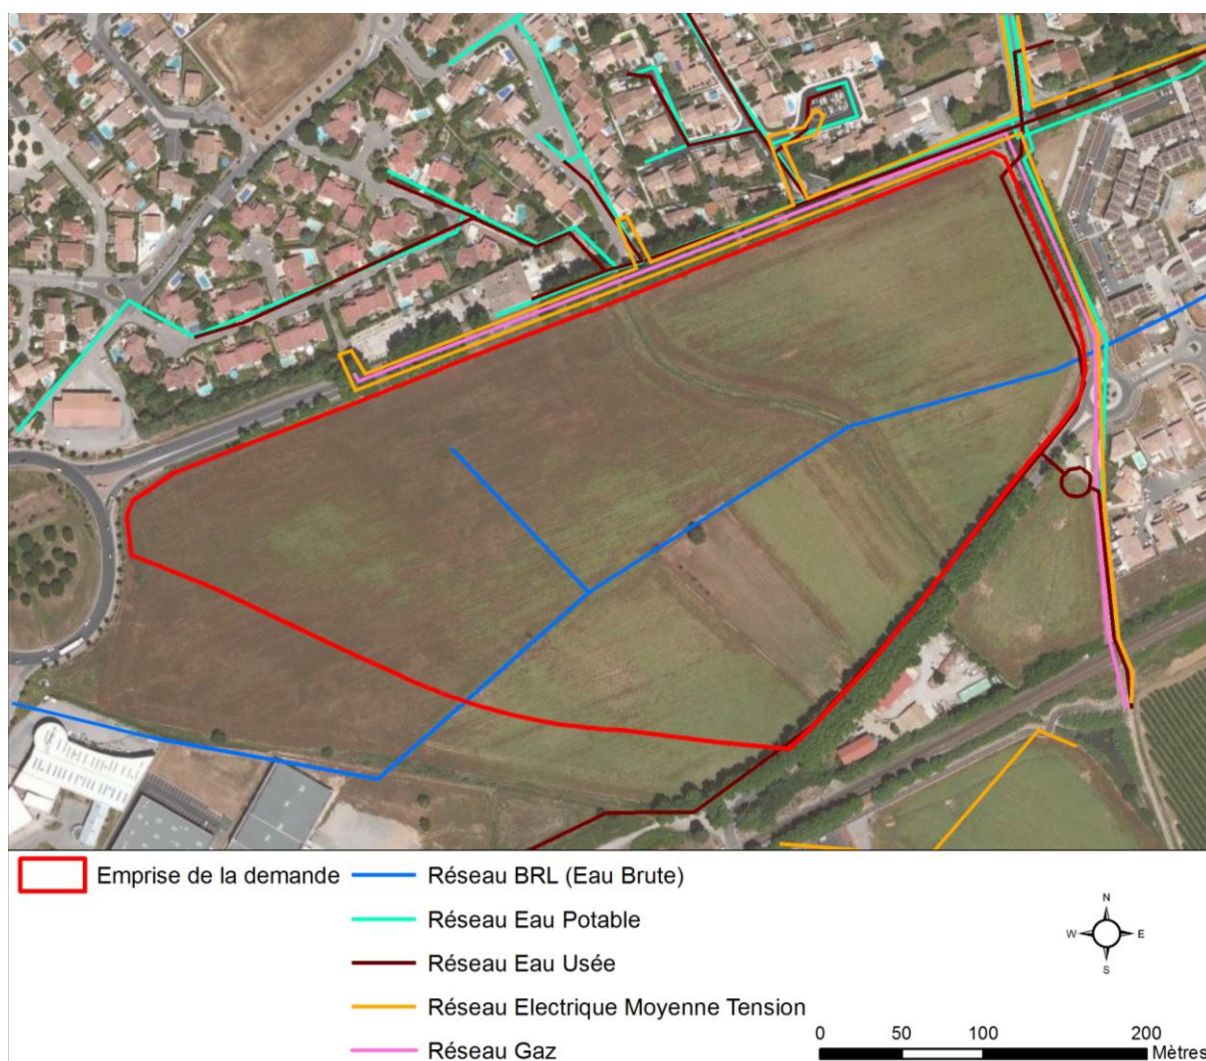 Emprise de la demande
Réseau BRL (Eau Brute)
Réseau Eau Potable
Réseau Eau Usée
Réseau Electrique Moyenne Tension
Réseau Gaz
N
W E
S
0 50 100 200
Mètres